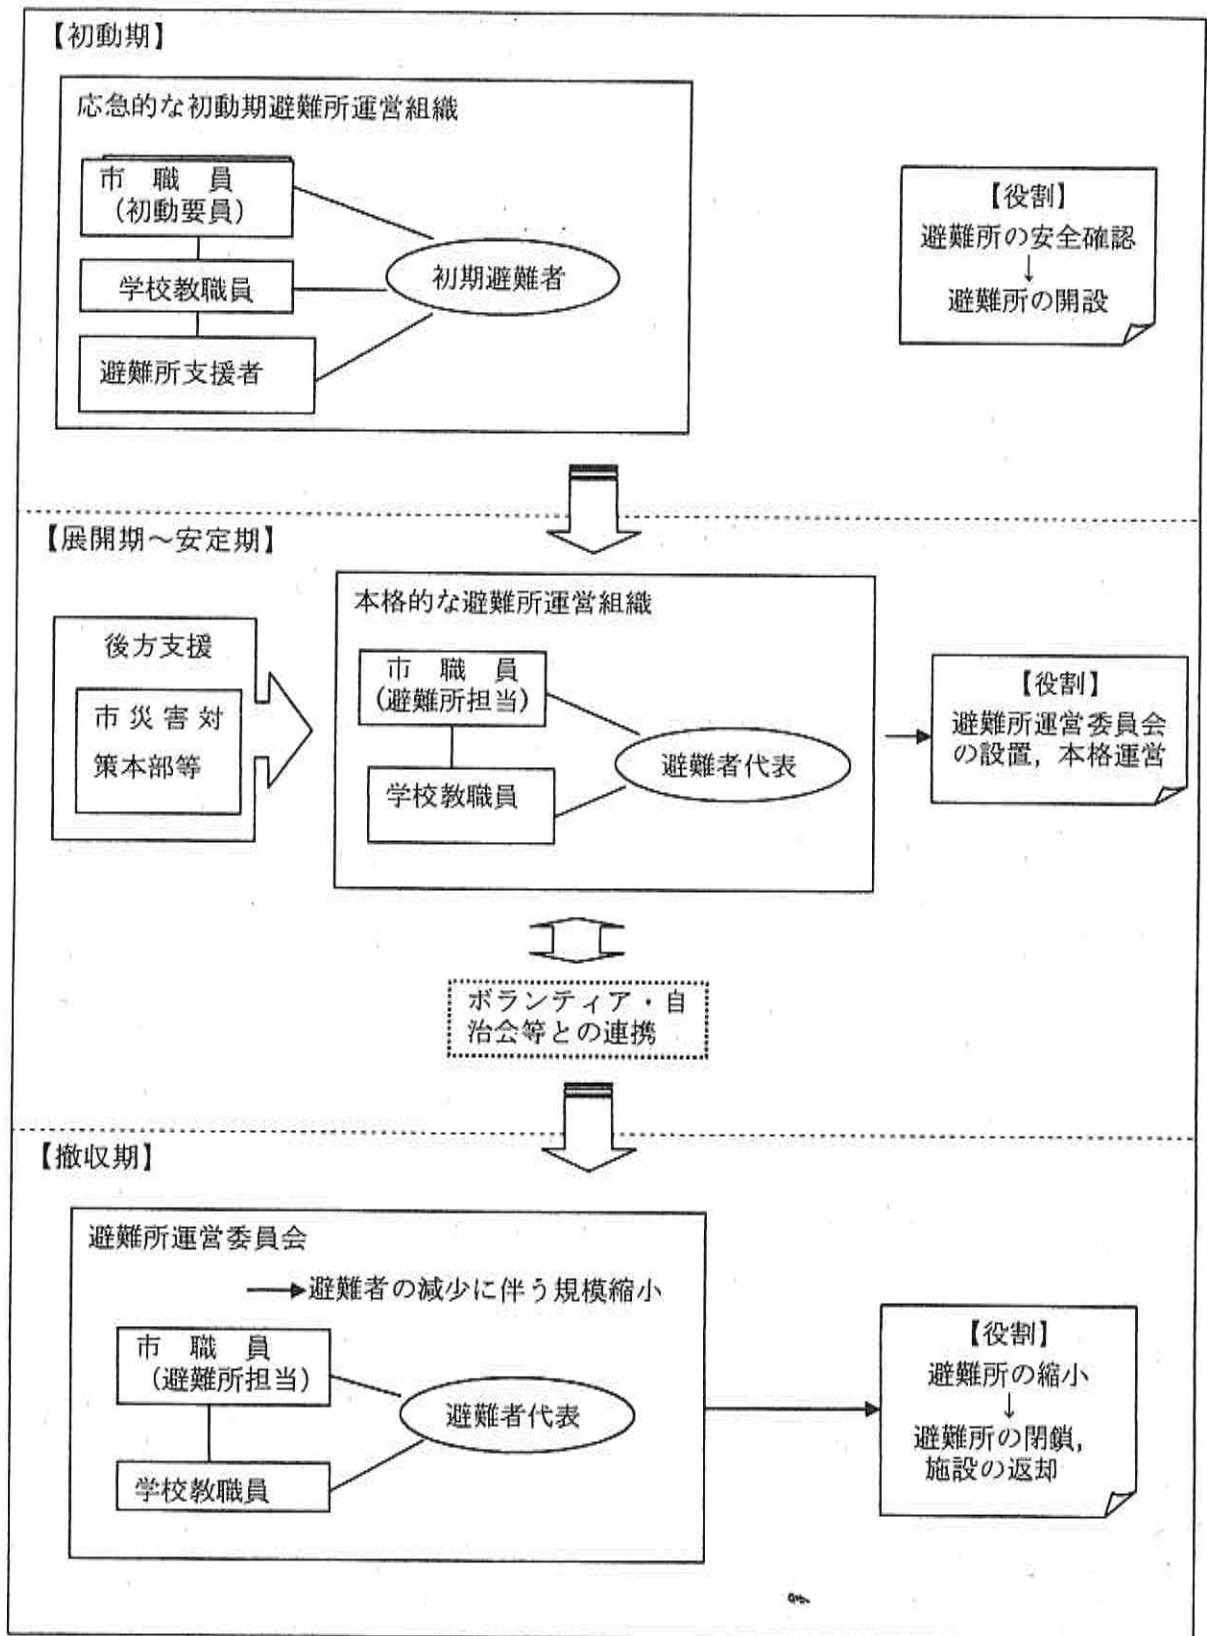 【初動期】
応急的な初動期避難所運営組織
市　職　員
（初動要員）
学校教職員
避難所支援者
初期避難者
【役割】
避難所の安全確認
↓
避難所の開設
【展開期～安定期】
後方支援
市災害対
策本部等
本格的な避難所運営組織
市　職　員
（避難所担当）
学校教職員
避難者代表
【役割】
避難所運営委員会
の設置，本格運営
ボランティア・自
治会等との連携
【撤収期】
避難所運営委員会
避難者の減少に伴う規模縮小
市　職　員
（避難所担当）
学校教職員
避難者代表
【役割】
避難所の縮小
↓
避難所の閉鎖，
施設の返却